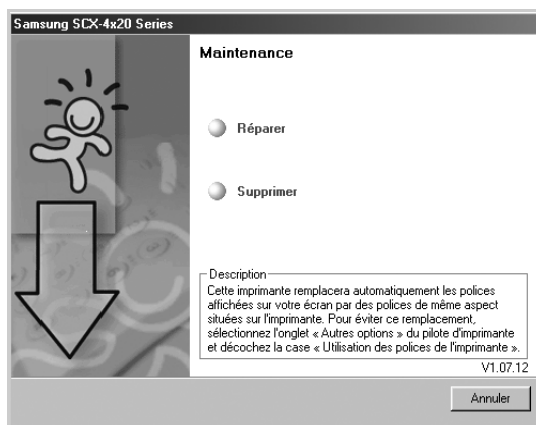 Samsung SCX-4x20 Series
Maintenance
Réparer
Supprimer
Description
Cette imprimante remplacera automatiquement les polices
affichées sur votre écran par des polices de même aspect
situées sur l'imprimante. Pour éviter ce remplacement,
sélectionnez l'onglet « Autres options » du pilote d'imprimante
et décochez la case « Utilisation des polices de l'imprimante ».
V1.07.12
Annuler